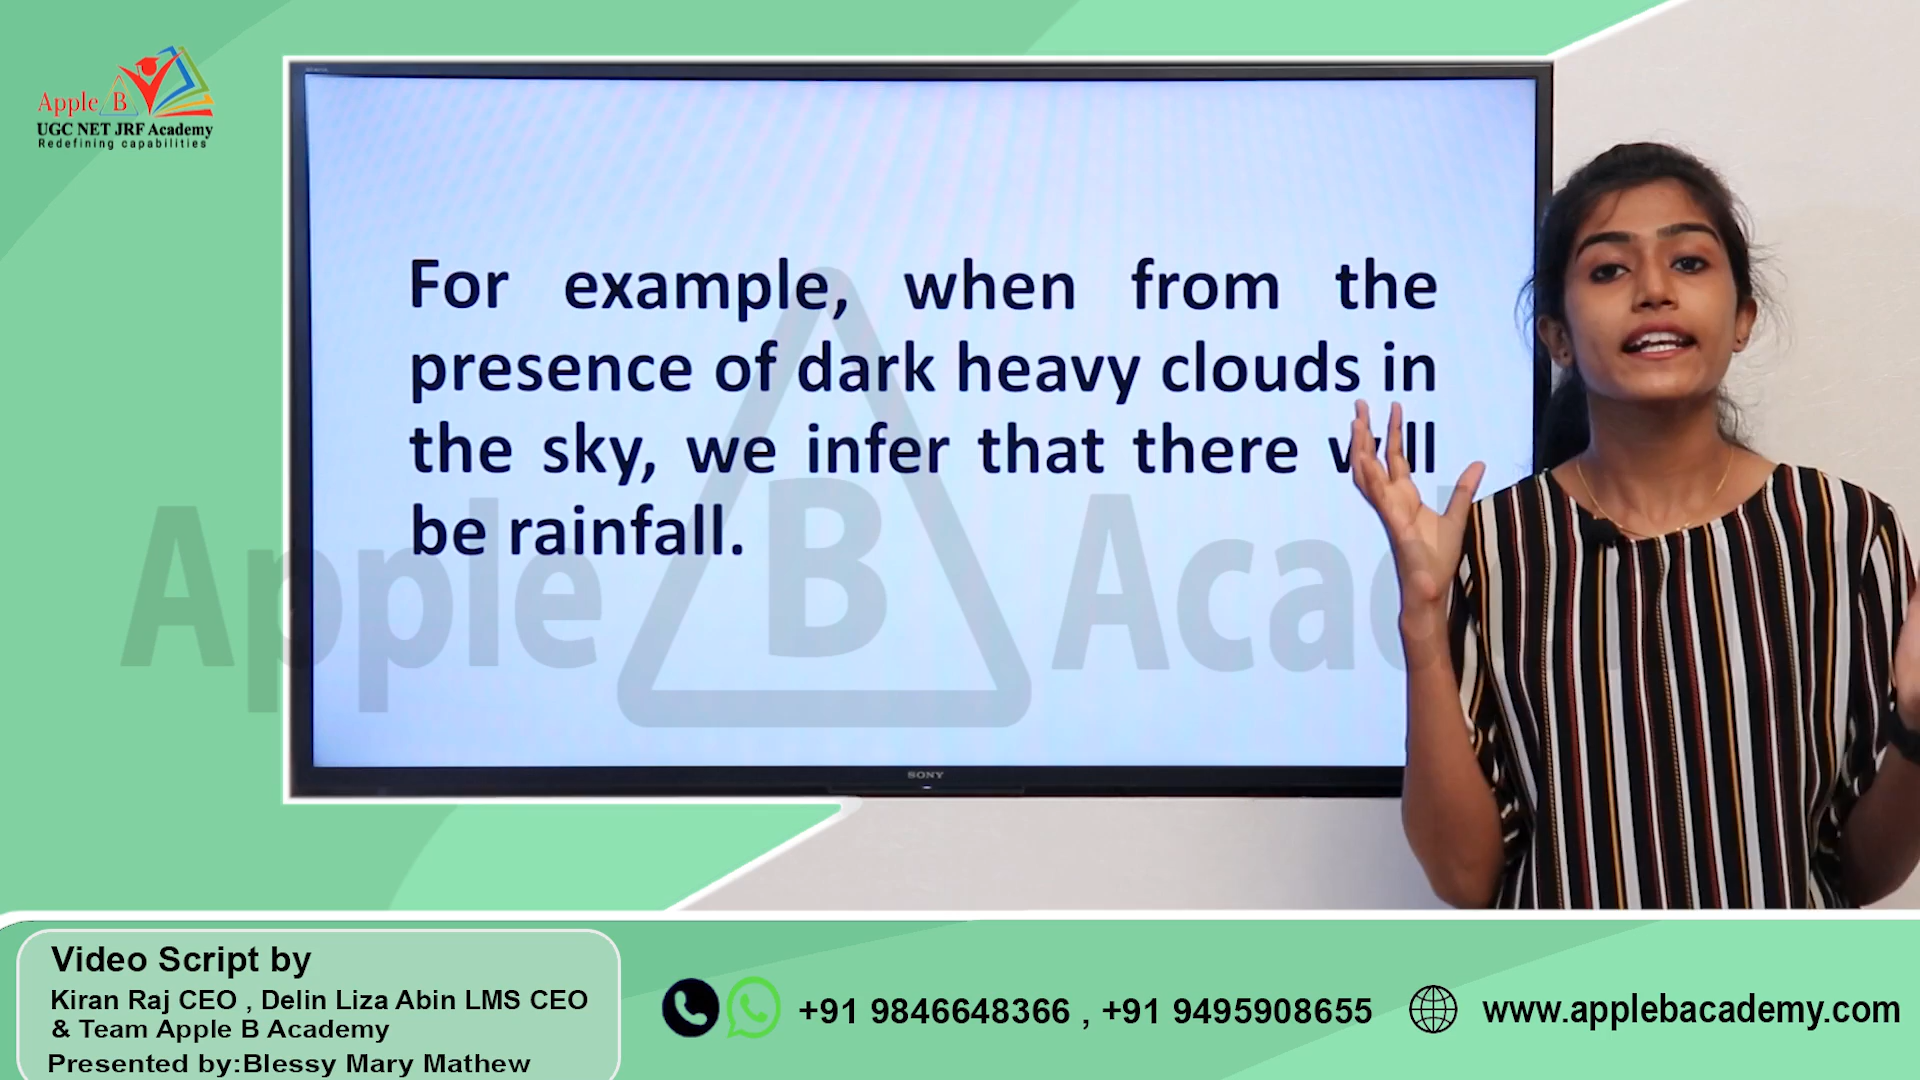 Apple B
UGC NET JRF Academy
Redefining capabilities
For example, when from the
presence of dark heavy clouds in
the sky, we infer that there will
be rainfall.
Apple B Academy
SONY
Video Script by
Kiran Raj CEO , Delin Liza Abin LMS CEO
& Team Apple B Academy
Presented by:Blessy Mary Mathew
+91 9846648366 , +91 9495908655
www.applebacademy.com